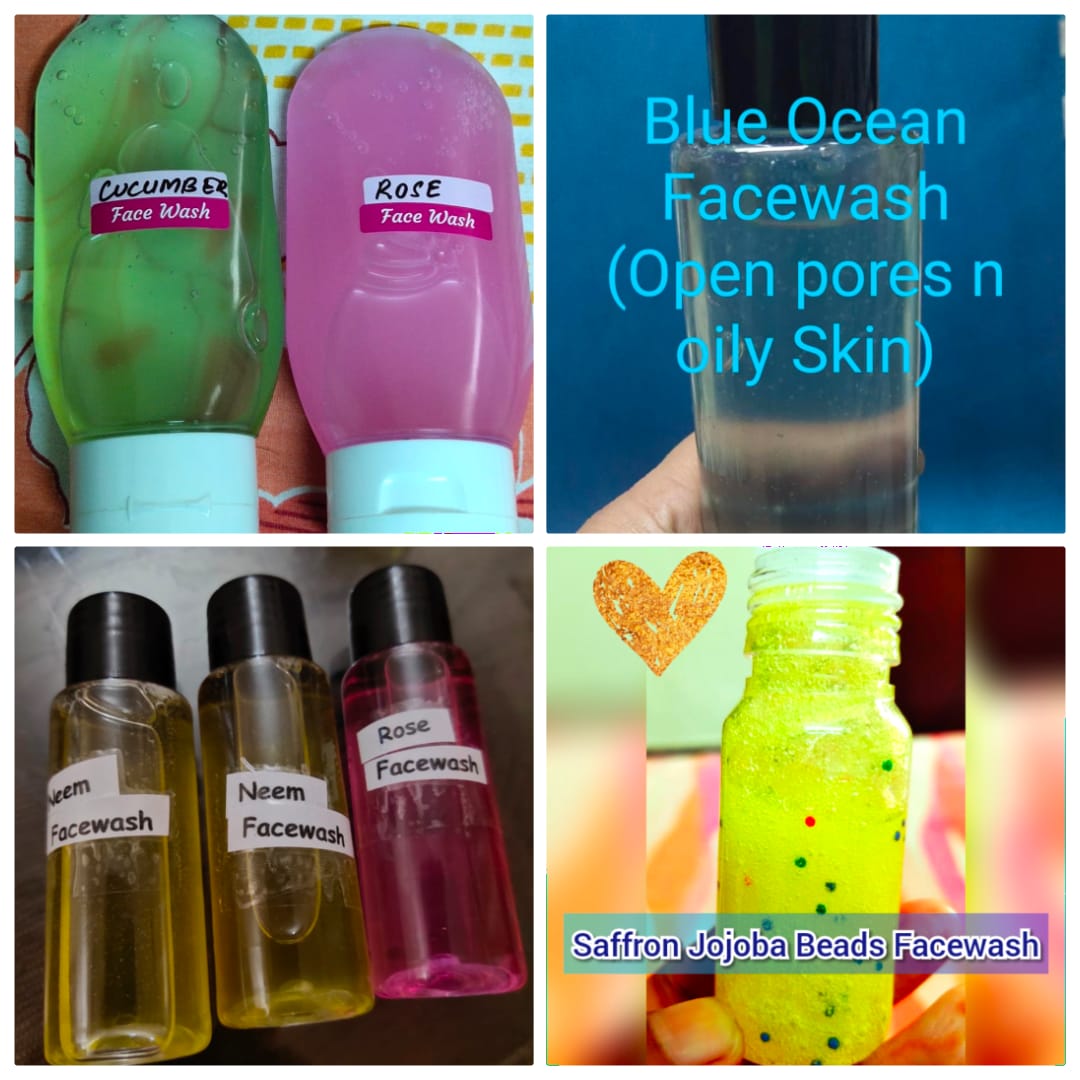 CUCUMBER
Face Wash
ROSE
Face Wash
Blue Ocean
Facewash
(Open pores n
oily Skin)
Neem
Facewash
Neem
Facewash
Rose
Facewash
Saffron Jojoba Beads Facewash